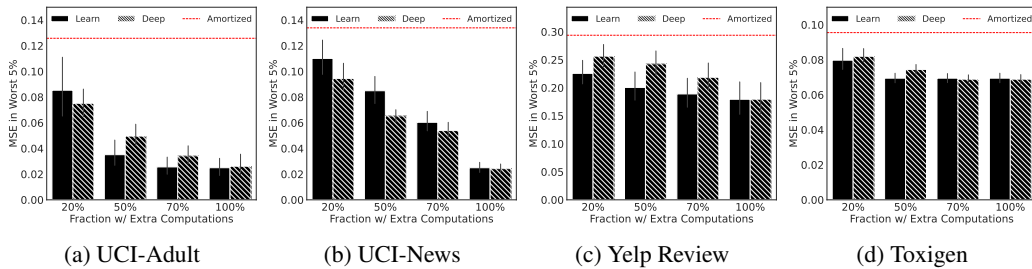 Learn Deep Amortized
0.14
0.12
0.10
0.08
0.06
0.04
0.02
0.00
MSE in Worst 5%
20% 50% 70% 100%
Fraction w/ Extra Computations
(a) UCI-Adult
Learn Deep Amortized
0.14
0.12
0.10
0.08
0.06
0.04
0.02
0.00
MSE in Worst 5%
20% 50% 70% 100%
Fraction w/ Extra Computations
(b) UCI-News
Learn Deep Amortized
0.30
0.25
0.20
0.15
0.10
0.05
0.00
MSE in Worst 5%
20% 50% 70% 100%
Fraction w/ Extra Computations
(c) Yelp Review
Learn Deep Amortized
0.10
0.08
0.06
0.04
0.02
0.00
MSE in Worst 5%
20% 50% 70% 100%
Fraction w/ Extra Computations
(d) Toxigen